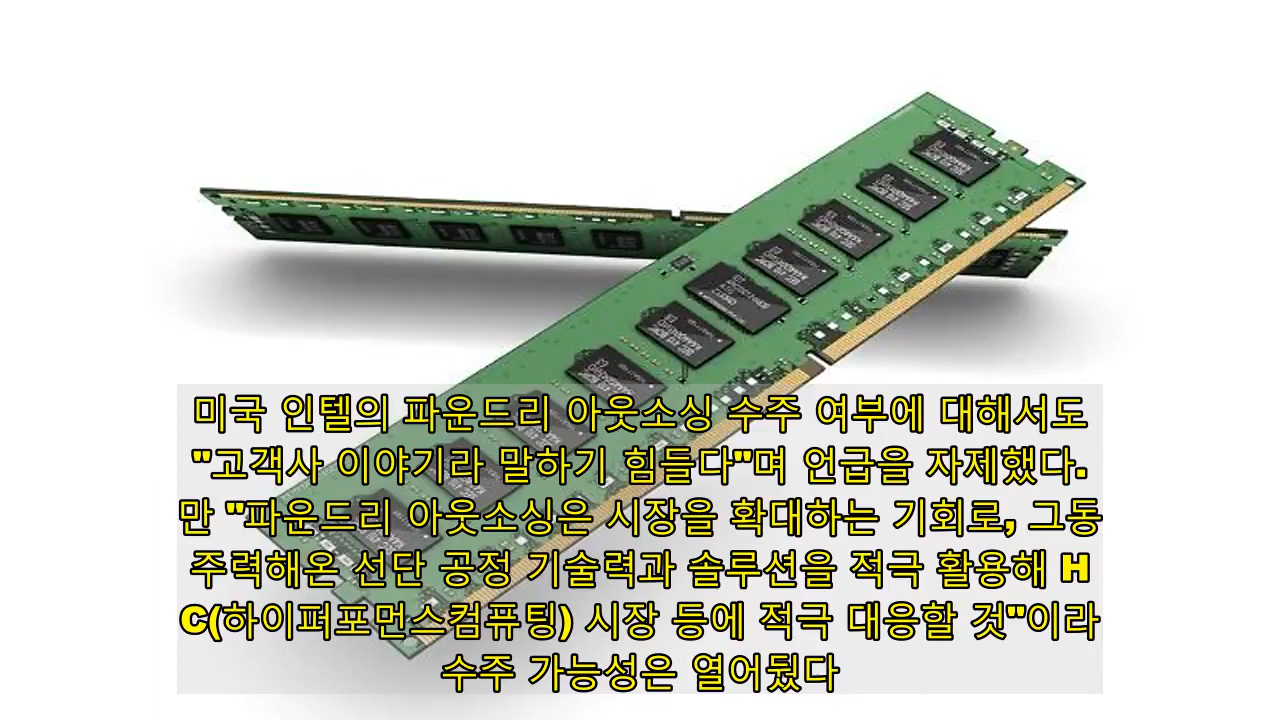 미국 인텔의 파운드리 아웃소싱 수주 여부에 대해서도
"고객사 이야기라 말하기 힘들다"며 언급을 자제했다.
만 "파운드리 아웃소싱은 시장을 확대하는 기회로, 그동
주력해온 선단 공정 기술력과 솔루션을 적극 활용해 H
C(하이퍼포먼스컴퓨팅) 시장 등에 적극 대응할 것"이라
수주 가능성은 열어뒀다